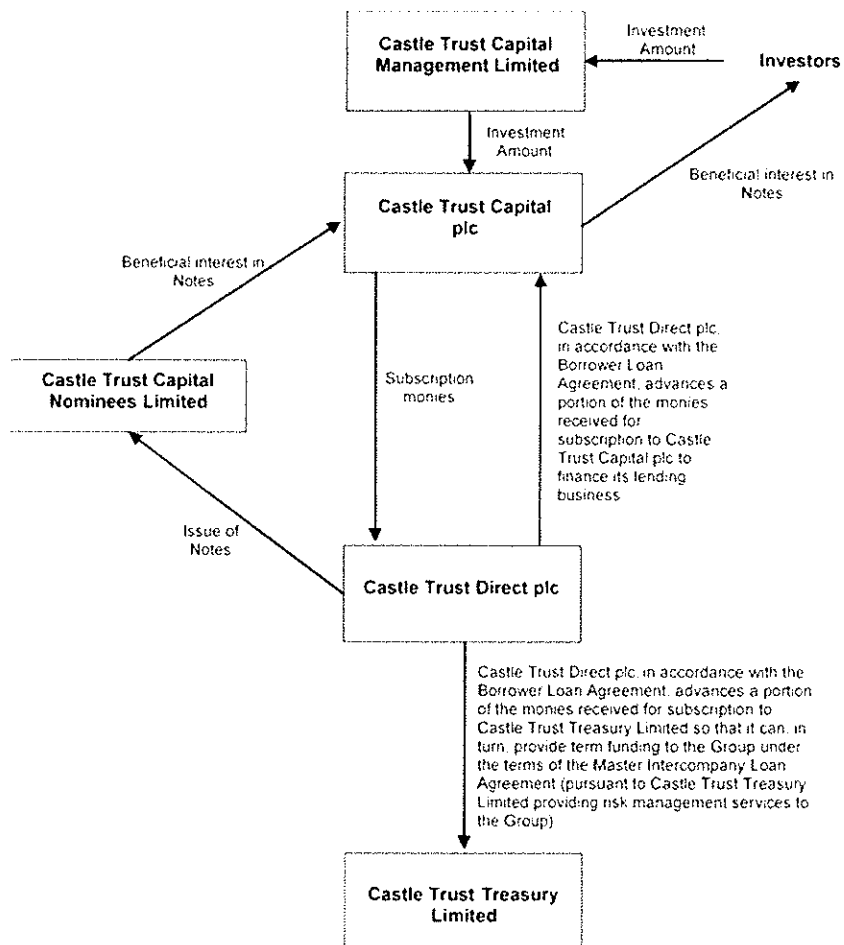 Castle Trust Capital
Management Limited
Investment
Amount
Investors
Investment
Amount
Castle Trust Capital
plc
Beneficial interest in
Notes
Beneficial interest in
Notes
Castle Trust Capital
Nominees Limited
Subscription
monies
Castle Trust Direct plc,
in accordance with the
Borrower Loan
Agreement, advances a
portion of the monies
received for
subscription to Castle
Trust Capital plc to
finance its lending
business
Issue of
Notes
Castle Trust Direct plc
Castle Trust Direct plc, in accordance with the
Borrower Loan Agreement, advances a portion
of the monies received for subscription to
Castle Trust Treasury Limited so that it can, in
turn, provide term funding to the Group under
the terms of the Master Intercompany Loan
Agreement (pursuant to Castle Trust Treasury
Limited providing risk management services to
the Group)
Castle Trust Treasury
Limited